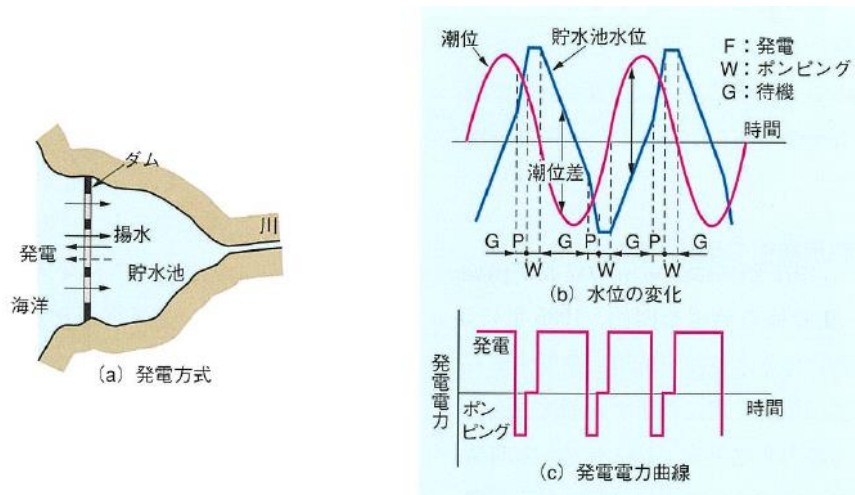 ダム
川
揚水
発電
貯水池
海洋
(a) 発電方式
潮位
貯水池水位
F:発電
W:ポンピング
G:待機
時間
潮位差
G P G P G P G
W W W
(b) 水位の変化
発電電力
発電
ポン
ピング
時間
(c) 発電電力曲線